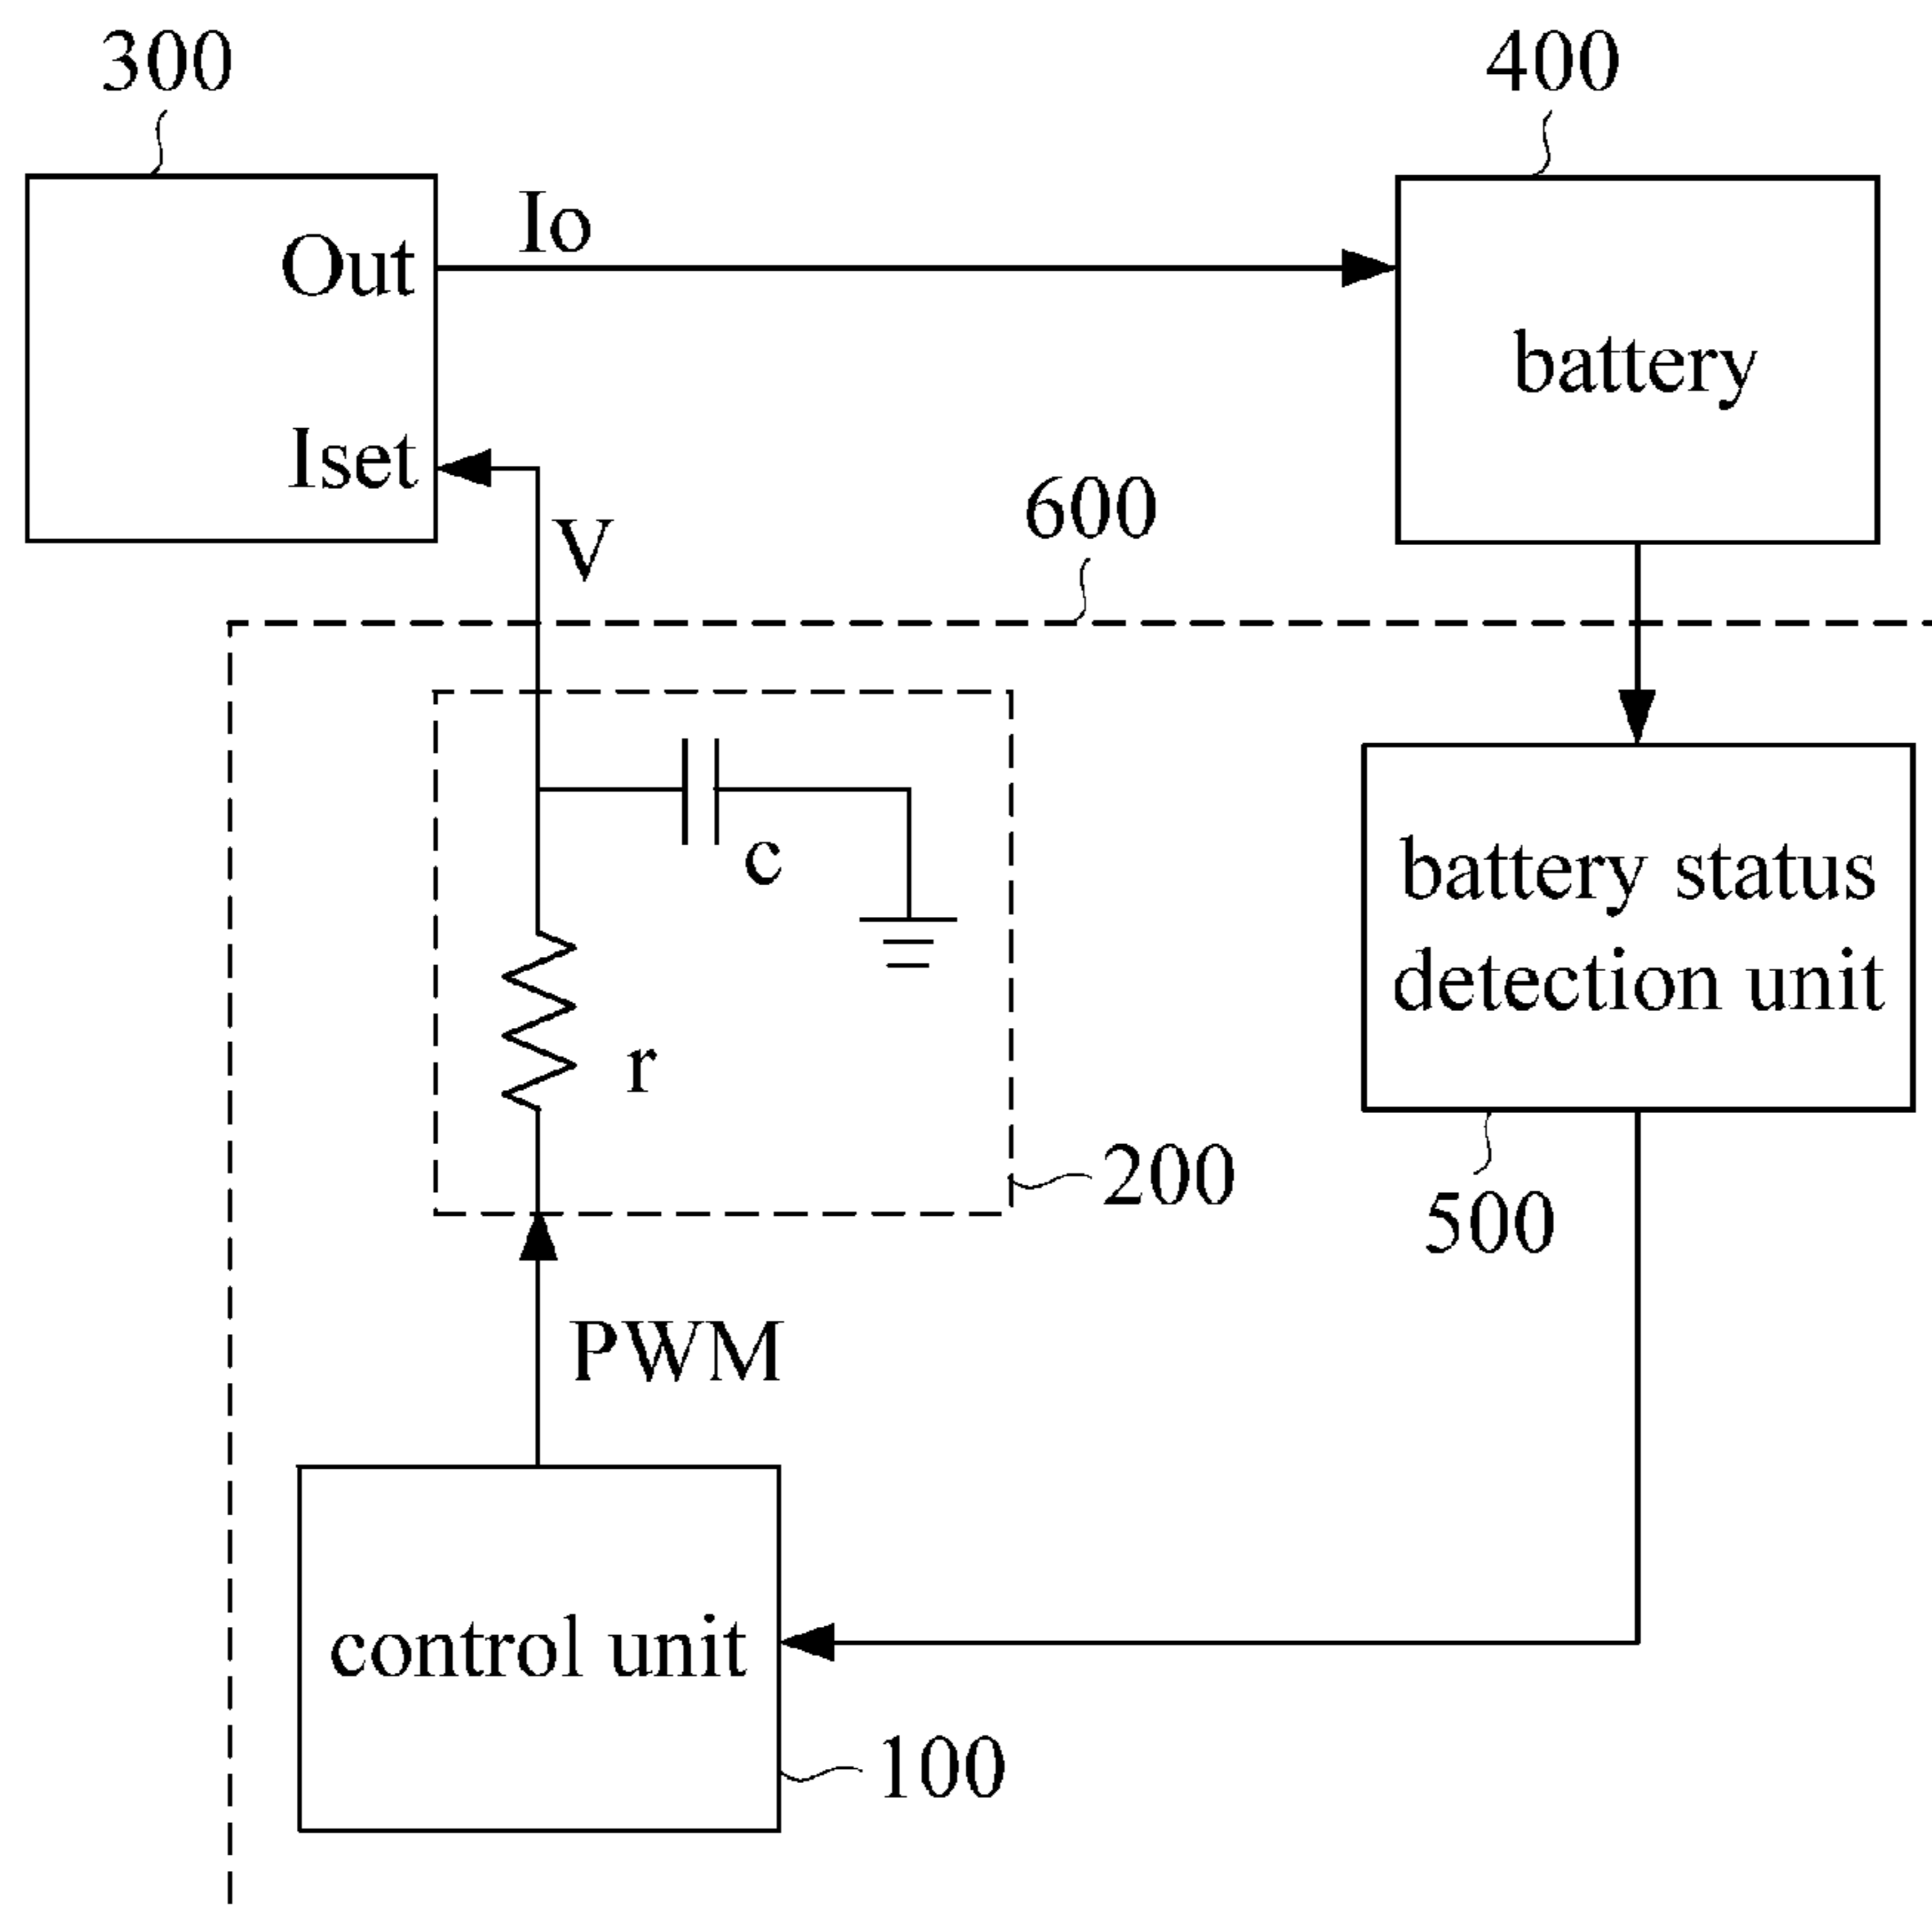 300
400
Out
Io
battery
Iset
V
600
c
battery status
detection unit
r
200
500
PWM
control unit
100